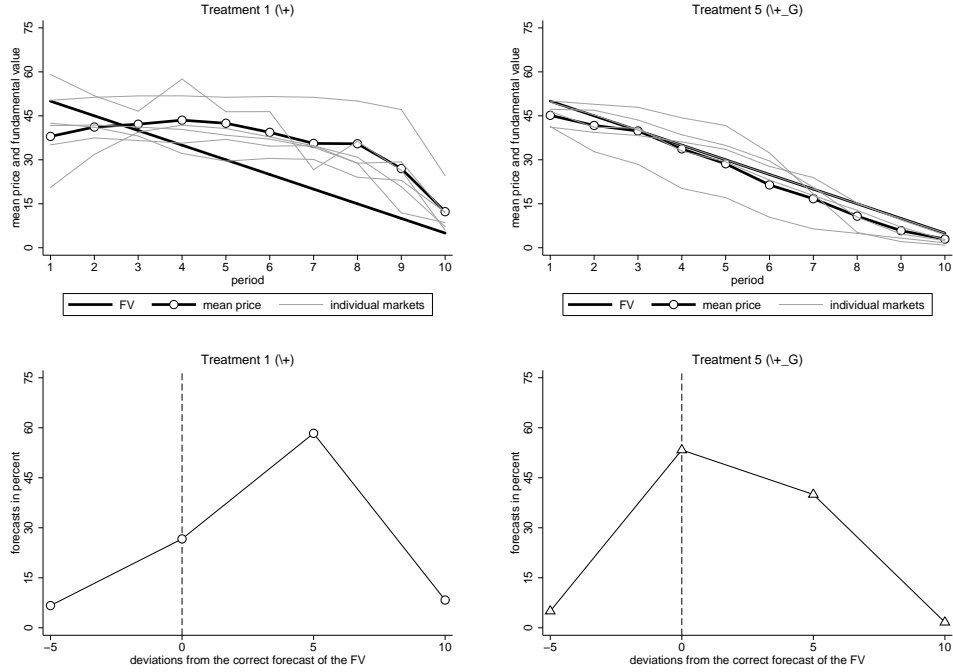 Treatment 1 (\+)
mean price and fundamental value
75
60
45
30
15
0
1 2 3 4 5 6 7 8 9 10
period
FV mean price individual markets
Treatment 5 (\+_G)
mean price and fundamental value
75
60
45
30
15
0
1 2 3 4 5 6 7 8 9 10
period
FV mean price individual markets
Treatment 1 (\+)
forecasts in percent
75
60
45
30
15
0
−5 0 5 10
deviations from the correct forecast of the FV
Treatment 5 (\+_G)
forecasts in percent
75
60
45
30
15
0
−5 0 5 10
deviations from the correct forecast of the FV